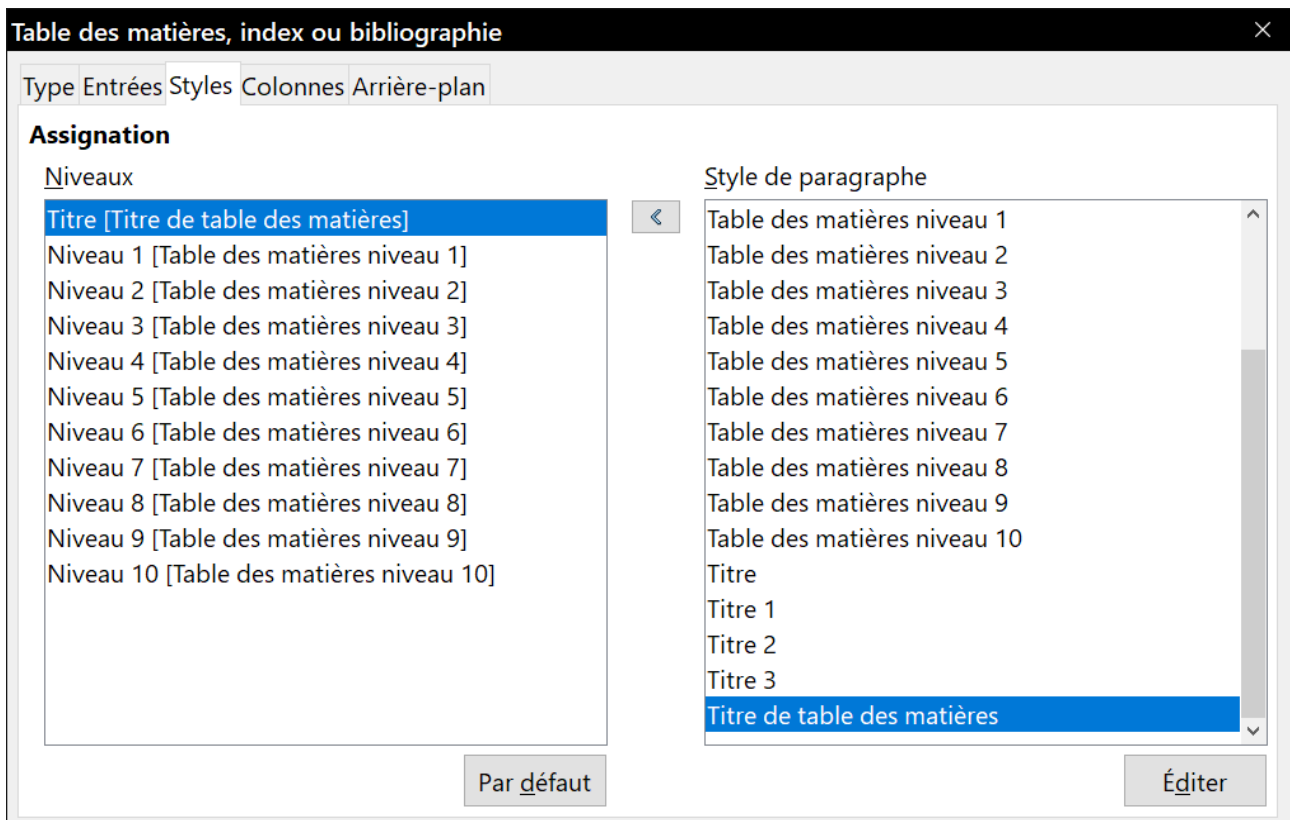 Table des matières, index ou bibliographie
Type Entrées Styles Colonnes Arrière-plan
Assignation
Niveaux
Titre [Titre de table des matières]
Niveau 1 [Table des matières niveau 1]
Niveau 2 [Table des matières niveau 2]
Niveau 3 [Table des matières niveau 3]
Niveau 4 [Table des matières niveau 4]
Niveau 5 [Table des matières niveau 5]
Niveau 6 [Table des matières niveau 6]
Niveau 7 [Table des matières niveau 7]
Niveau 8 [Table des matières niveau 8]
Niveau 9 [Table des matières niveau 9]
Niveau 10 [Table des matières niveau 10]
Par défaut
Style de paragraphe
Table des matières niveau 1
Table des matières niveau 2
Table des matières niveau 3
Table des matières niveau 4
Table des matières niveau 5
Table des matières niveau 6
Table des matières niveau 7
Table des matières niveau 8
Table des matières niveau 9
Table des matières niveau 10
Titre
Titre 1
Titre 2
Titre 3
Titre de table des matières
Éditer